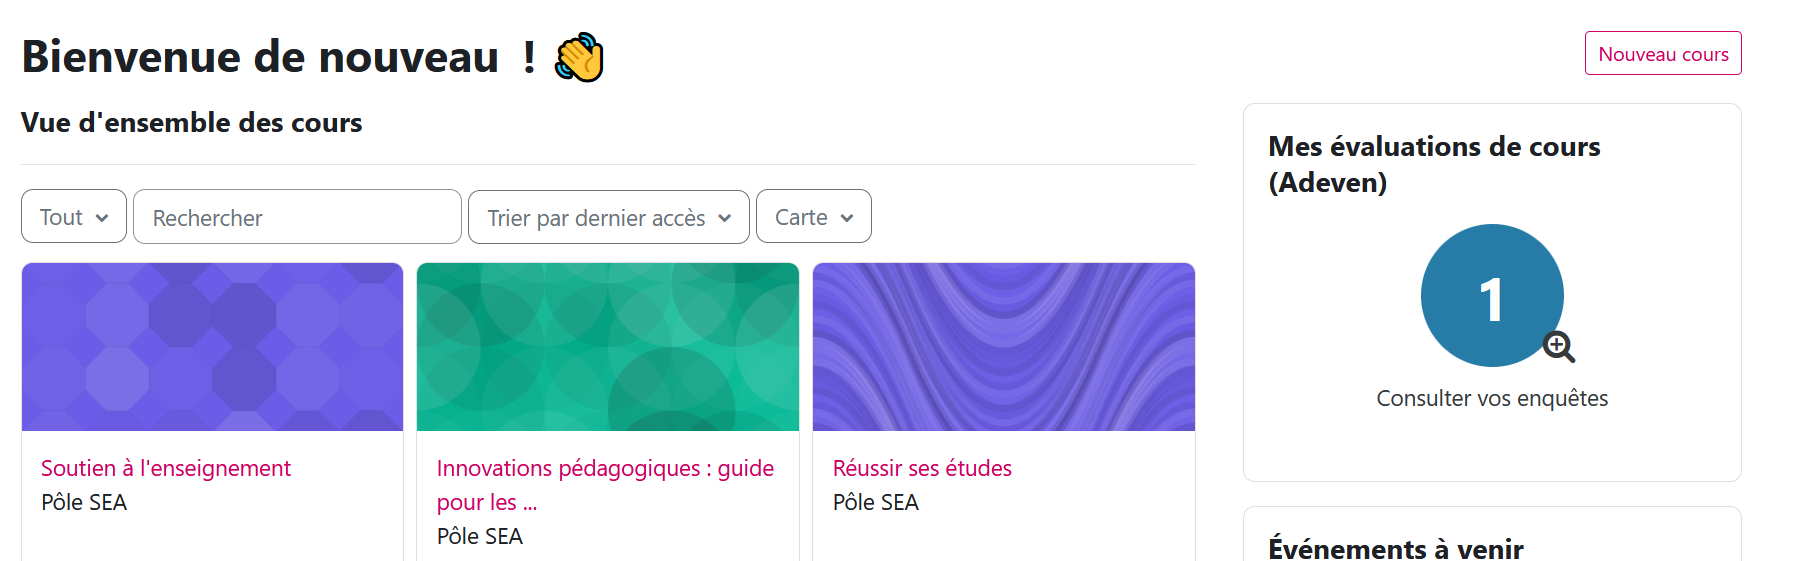 Bienvenue de nouveau !
Nouveau cours
Vue d'ensemble des cours
Tout
Rechercher
Trier par dernier accès
Carte
Soutien à l'enseignement
Pôle SEA
Innovations pédagogiques : guide
pour les ...
Pôle SEA
Réussir ses études
Pôle SEA
Mes évaluations de cours
(Adeven)
1
Consulter vos enquêtes
Événements à venir